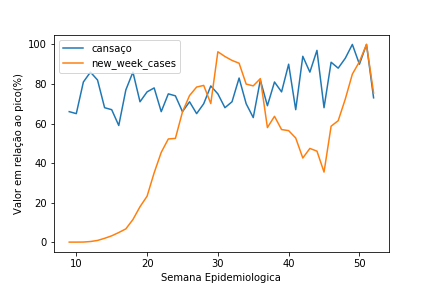 cansaço
new_week_cases
100
80
60
40
20
0
Valor em relação ao pico(%)
10 20 30 40 50
Semana Epidemiologica